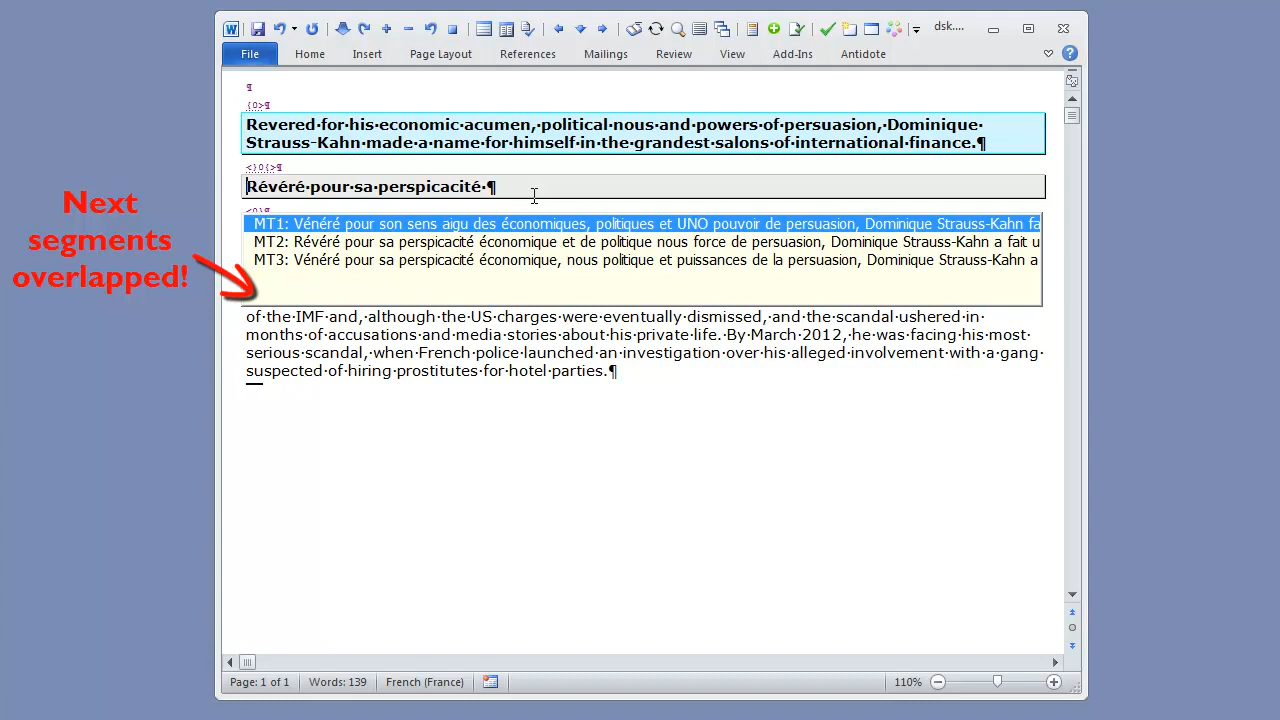 dsk....
File Home Insert Page Layout References Mailings Review View Add-Ins Antidote
¶
{0>¶
Revered·for·his·economic·acumen,·political·nous·and·powers·of·persuasion,·Dominique·
Strauss-Kahn·made·a·name·for·himself·in·the·grandest·salons·of·international·finance.¶
<}0{>¶
Révéré·pour·sa·perspicacité·¶
<0}¶
MT1: Vénéré pour son sens aigu des économiques, politiques et UNO pouvoir de persuasion, Dominique Strauss-Kahn fa
MT2: Révéré pour sa perspicacité économique et de politique nous force de persuasion, Dominique Strauss-Kahn a fait u
MT3: Vénéré pour sa perspicacité économique, nous politique et puissances de la persuasion, Dominique Strauss-Kahn a
of·the·IMF·and,·although·the·US·charges·were·eventually·dismissed,·and·the·scandal·ushered·in·
months·of·accusations·and·media·stories·about·his·private·life.·By·March·2012,·he·was·facing·his·most·
serious·scandal,·when·French·police·launched·an·investigation·over·his·alleged·involvement·with·a·gang·
suspected·of·hiring·prostitutes·for·hotel·parties.¶
Next
segments
overlapped!
Page: 1 of 1 Words: 139 French (France) 110%